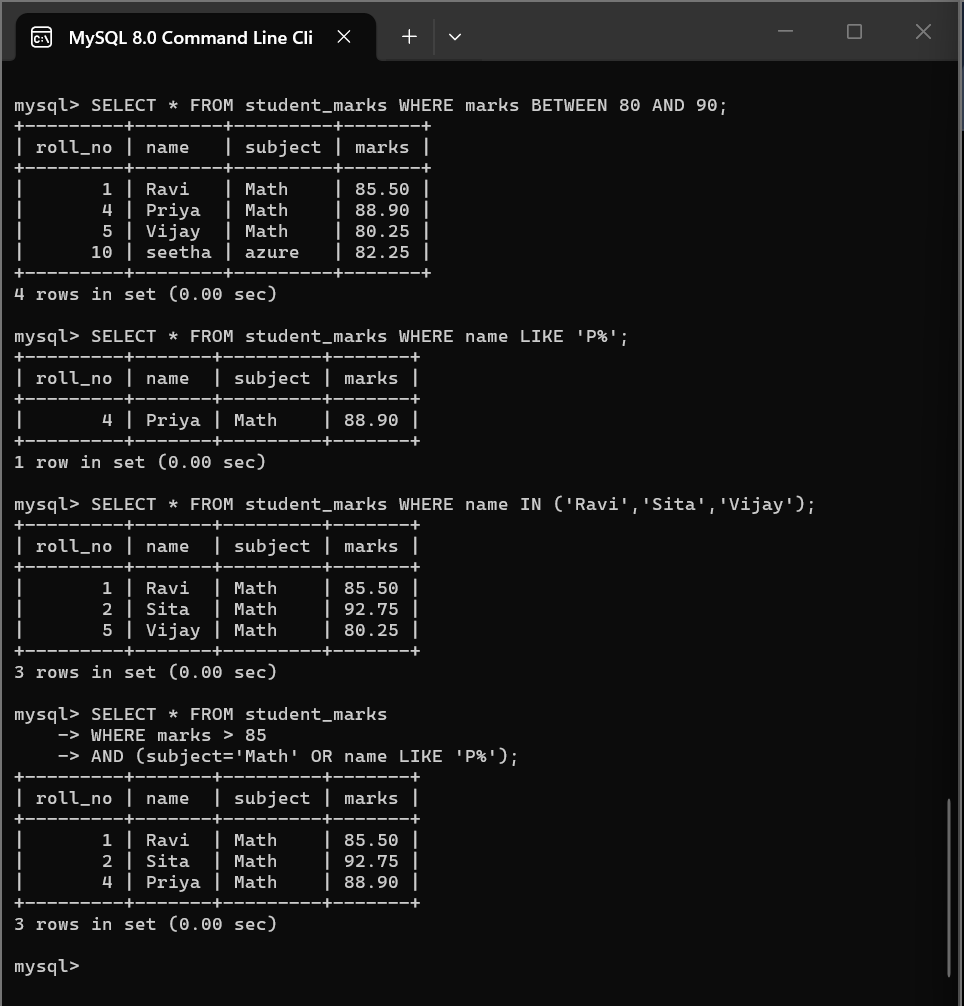 MySQL 8.0 Command Line Cli
mysql> SELECT * FROM student_marks WHERE marks BETWEEN 80 AND 90;
+---------+--------+---------+-------+
| roll_no | name   | subject | marks |
+---------+--------+---------+-------+
|       1 | Ravi   | Math    | 85.50 |
|       4 | Priya  | Math    | 88.90 |
|       5 | Vijay  | Math    | 80.25 |
|      10 | seetha | azure   | 82.25 |
+---------+--------+---------+-------+
4 rows in set (0.00 sec)
mysql> SELECT * FROM student_marks WHERE name LIKE 'P%';
+---------+-------+---------+-------+
| roll_no | name  | subject | marks |
+---------+-------+---------+-------+
|       4 | Priya | Math    | 88.90 |
+---------+-------+---------+-------+
1 row in set (0.00 sec)
mysql> SELECT * FROM student_marks WHERE name IN ('Ravi','Sita','Vijay');
+---------+-------+---------+-------+
| roll_no | name  | subject | marks |
+---------+-------+---------+-------+
|       1 | Ravi  | Math    | 85.50 |
|       2 | Sita  | Math    | 92.75 |
|       5 | Vijay | Math    | 80.25 |
+---------+-------+---------+-------+
3 rows in set (0.00 sec)
mysql> SELECT * FROM student_marks
    -> WHERE marks > 85
    -> AND (subject='Math' OR name LIKE 'P%');
+---------+-------+---------+-------+
| roll_no | name  | subject | marks |
+---------+-------+---------+-------+
|       1 | Ravi  | Math    | 85.50 |
|       2 | Sita  | Math    | 92.75 |
|       4 | Priya | Math    | 88.90 |
+---------+-------+---------+-------+
3 rows in set (0.00 sec)
mysql>